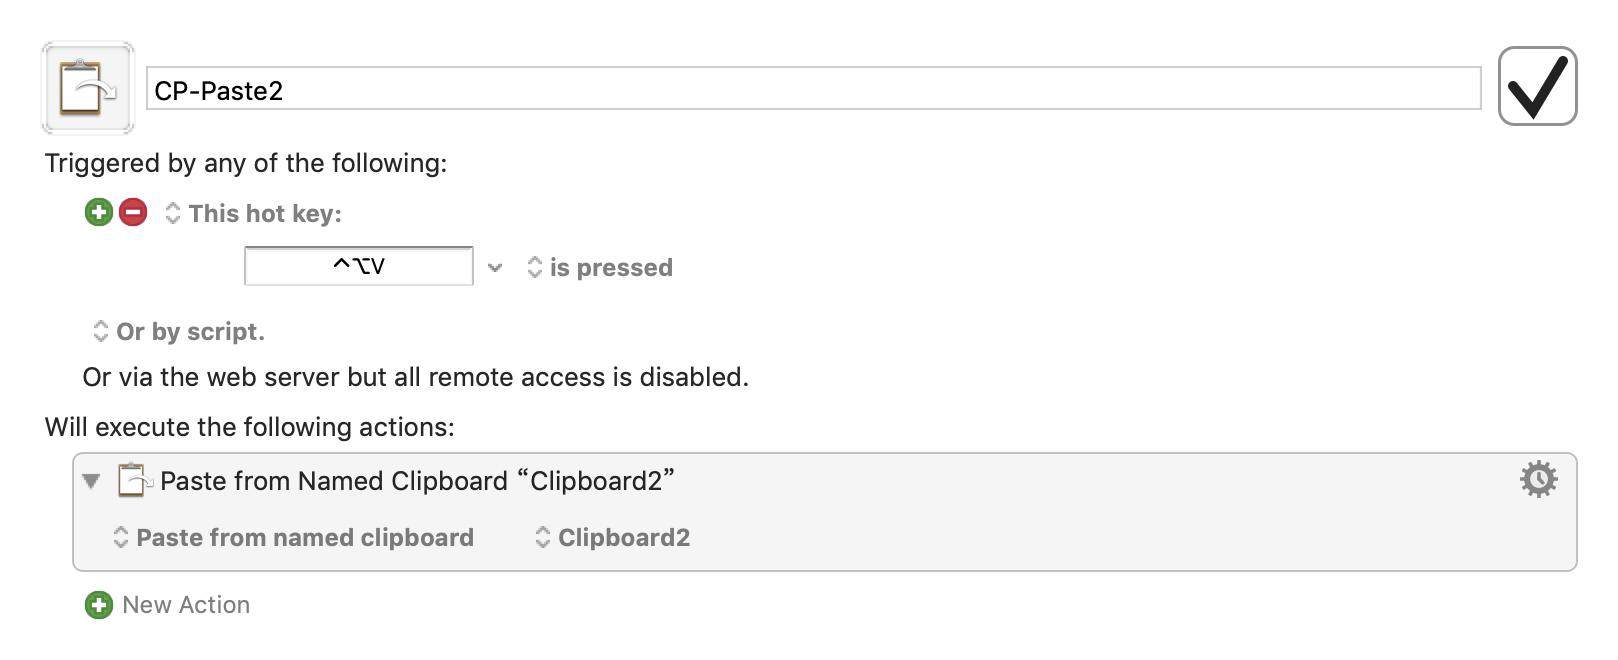 CP-Paste2
Triggered by any of the following:
This hot key:
^⌥V is pressed
Or by script.
Or via the web server but all remote access is disabled.
Will execute the following actions:
Paste from Named Clipboard “Clipboard2”
Paste from named clipboard Clipboard2
New Action